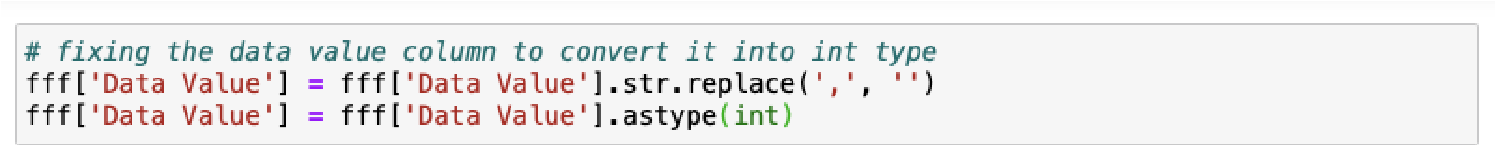 # fixing the data value column to convert it into int type
fff['Data Value'] = fff['Data Value'].str.replace(',', '')
fff['Data Value'] = fff['Data Value'].astype(int)